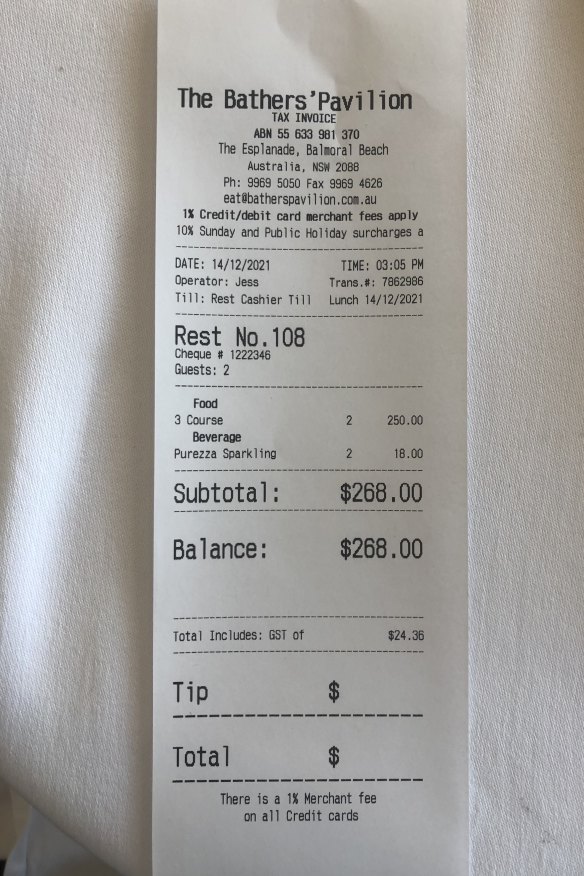 The Bathers'Pavilion
TAX INVOICE
ABN 55 633 981 370
The Esplanade, Balmoral Beach
Australia, NSW 2088
Ph: 9969 5050 Fax 9969 4626
eat@batherspavilion.com.au
1% Credit/debit card merchant fees apply
10% Sunday and Public Holiday surcharges a
DATE: 14/12/2021 TIME: 03:05 PM
Operator: Jess Trans.#: 7862986
Till: Rest Cashier Till Lunch 14/12/2021
Rest No.108
Cheque # 1222346
Guests: 2
Food
3 Course 2 250.00
Beverage
Purezza Sparkling 2 18.00
Subtotal: $268.00
Balance: $268.00
Total Includes: GST of $24.36
Tip $
Total $
There is a 1% Merchant fee
on all Credit cards